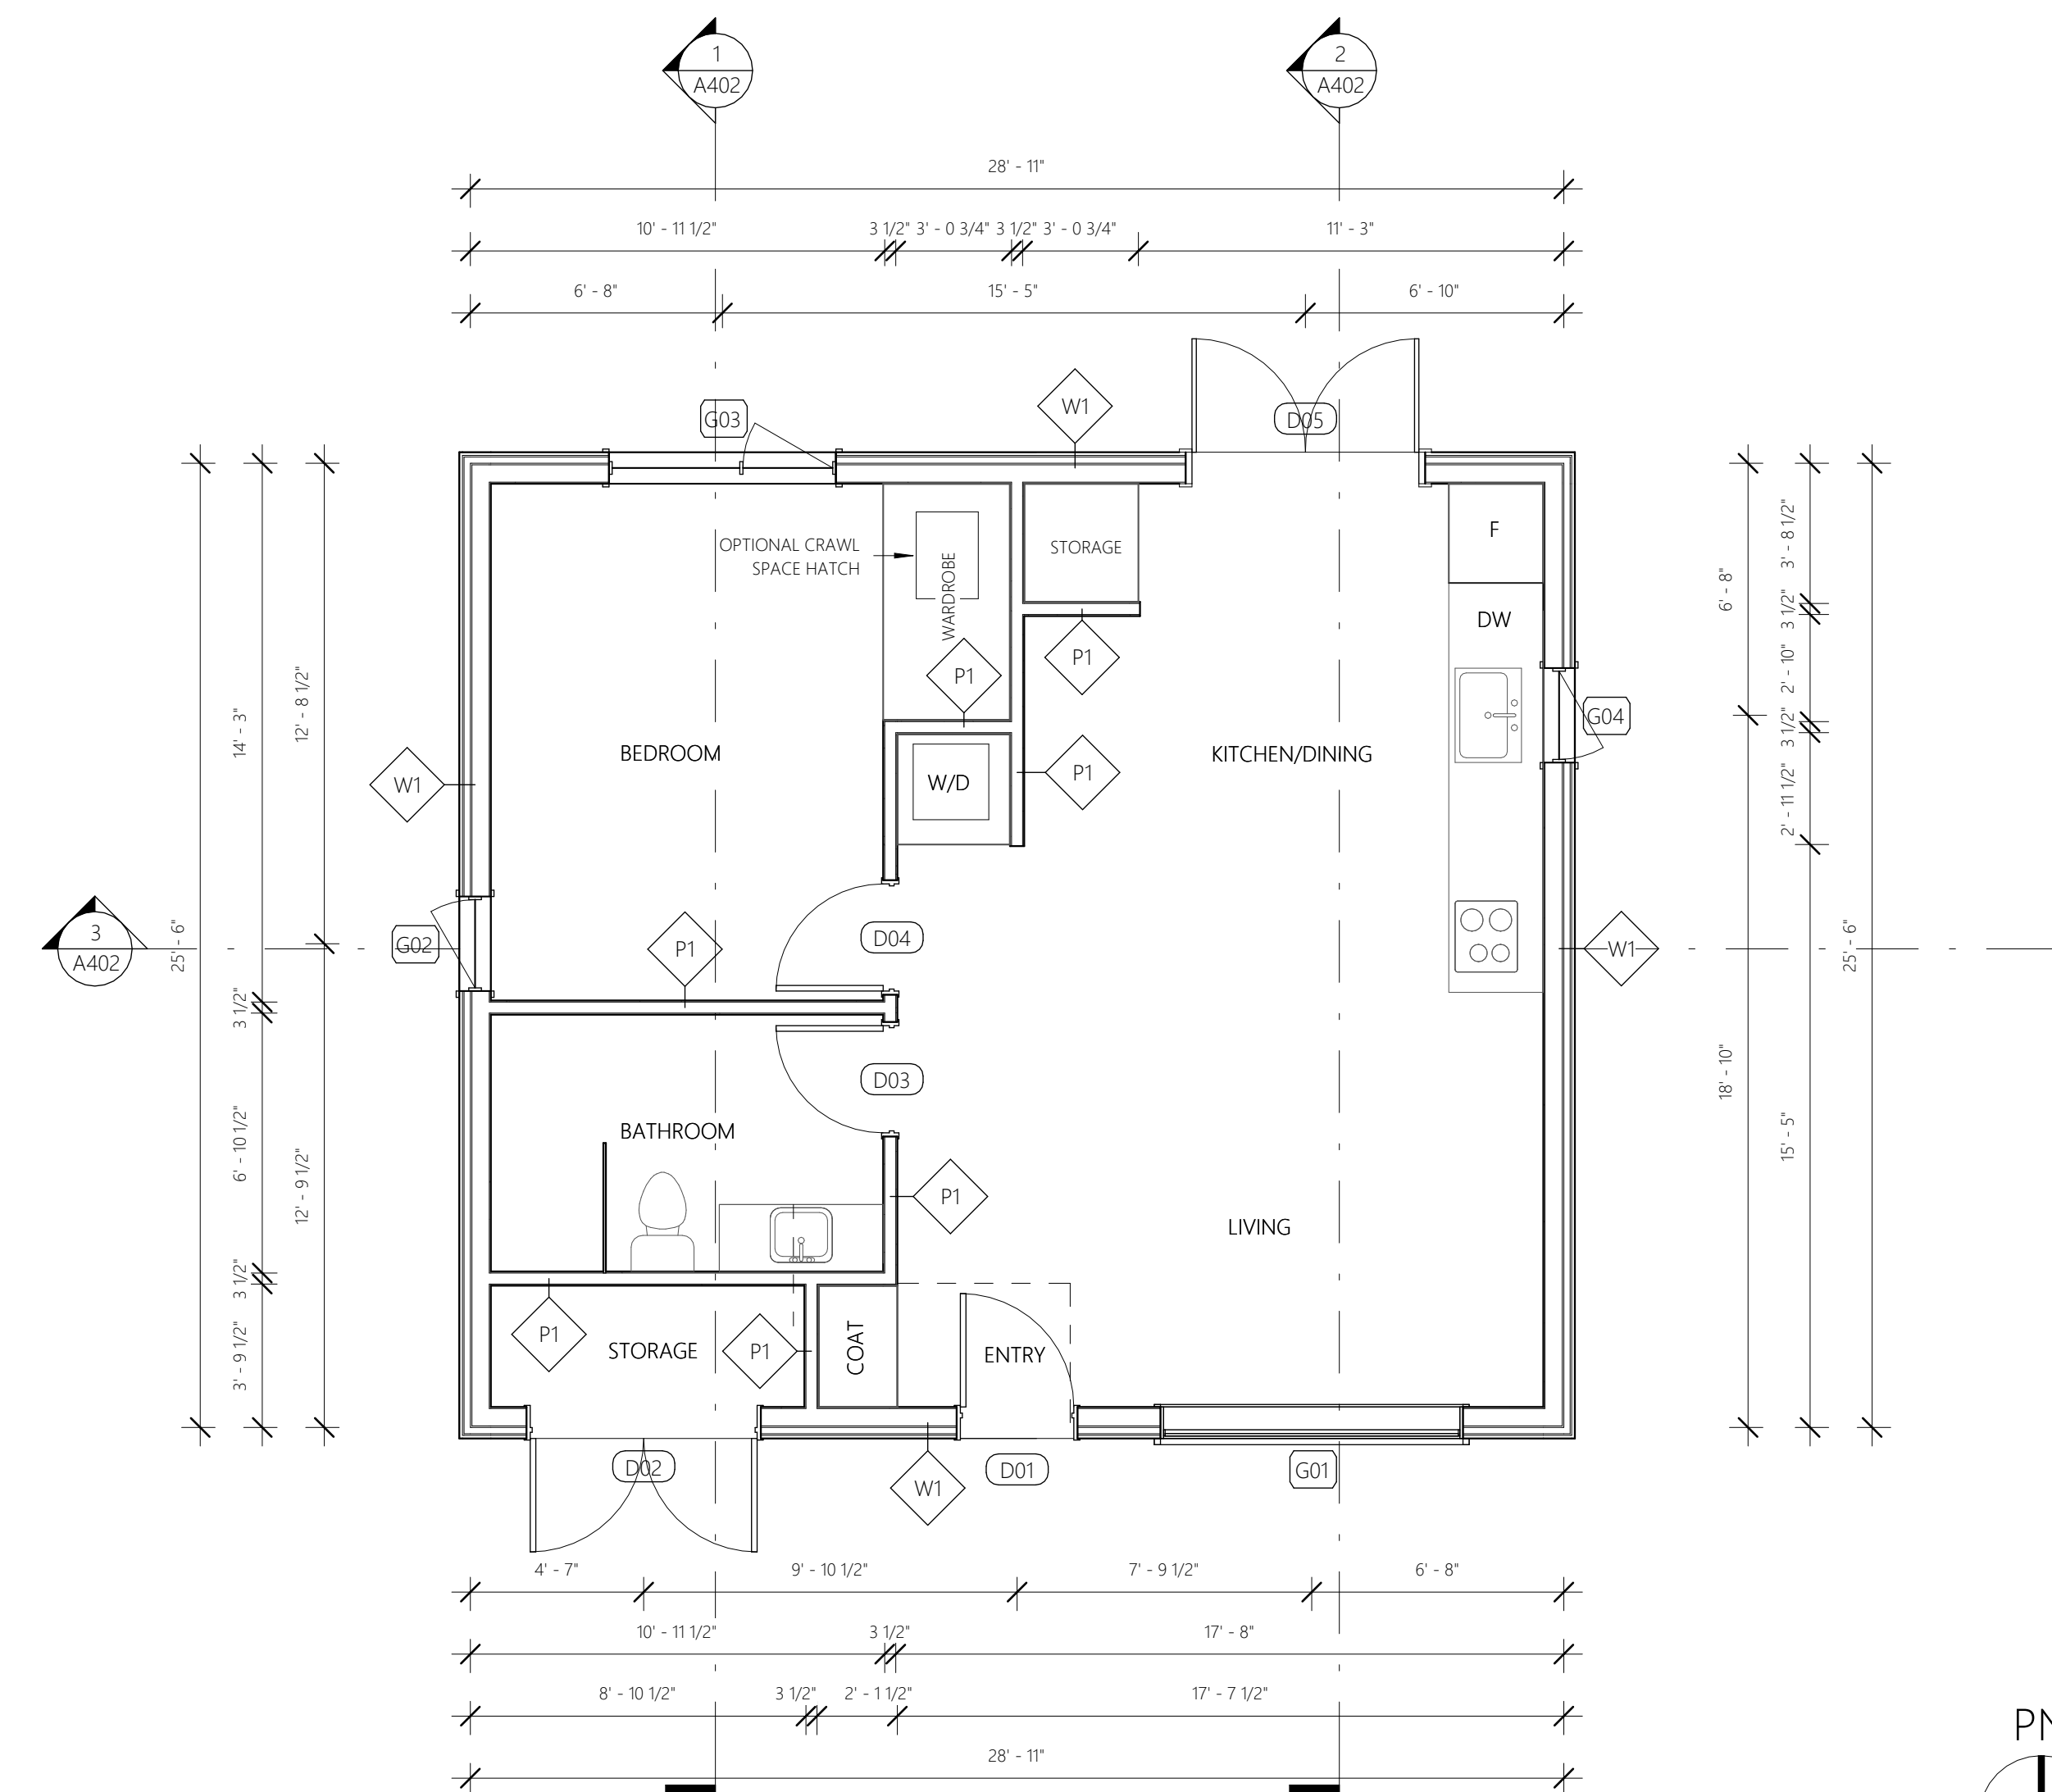 1
A402
2
A402
28' - 11"
10' - 11 1/2"
3 1/2"
3' - 0 3/4"
3 1/2"
3' - 0 3/4"
11' - 3"
6' - 8"
15' - 5"
6' - 10"
G03
W1
D05
OPTIONAL CRAWL
SPACE HATCH
WARDROBE
STORAGE
F
DW
P1
P1
G04
BEDROOM
W/D
P1
KITCHEN/DINING
W1
3
A402
G02
P1
D04
W1
D03
BATHROOM
P1
LIVING
P1
STORAGE
P1
COAT
ENTRY
D02
W1
D01
G01
25' - 6"
14' - 3"
3 1/2"
6' - 10 1/2"
3 1/2"
3' - 9 1/2"
12' - 8 1/2"
12' - 9 1/2"
6' - 8"
18' - 10"
3' - 8 1/2"
3 1/2"
2' - 10"
3 1/2"
2' - 11 1/2"
15' - 5"
25' - 6"
4' - 7"
9' - 10 1/2"
7' - 9 1/2"
6' - 8"
10' - 11 1/2"
3 1/2"
17' - 8"
8' - 10 1/2"
3 1/2"
2' - 1 1/2"
17' - 7 1/2"
28' - 11"